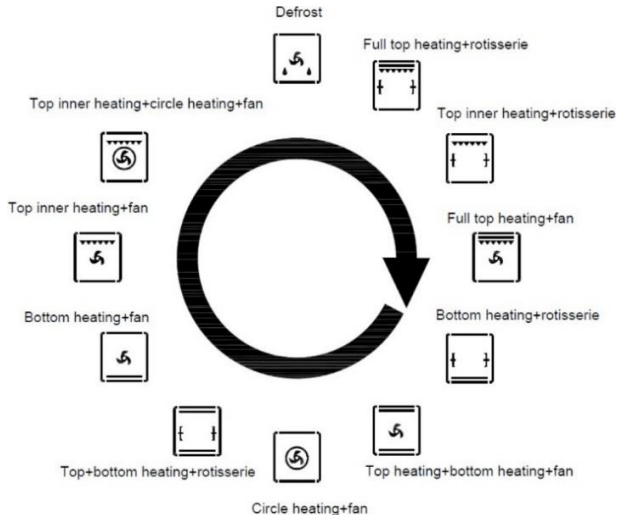 Defrost
Full top heating+rotisserie
Top inner heating+circle heating+fan
Top inner heating+rotisserie
Top inner heating+fan
Full top heating+fan
Bottom heating+fan
Bottom heating+rotisserie
Top+bottom heating+rotisserie
Top heating+bottom heating+fan
Circle heating+fan